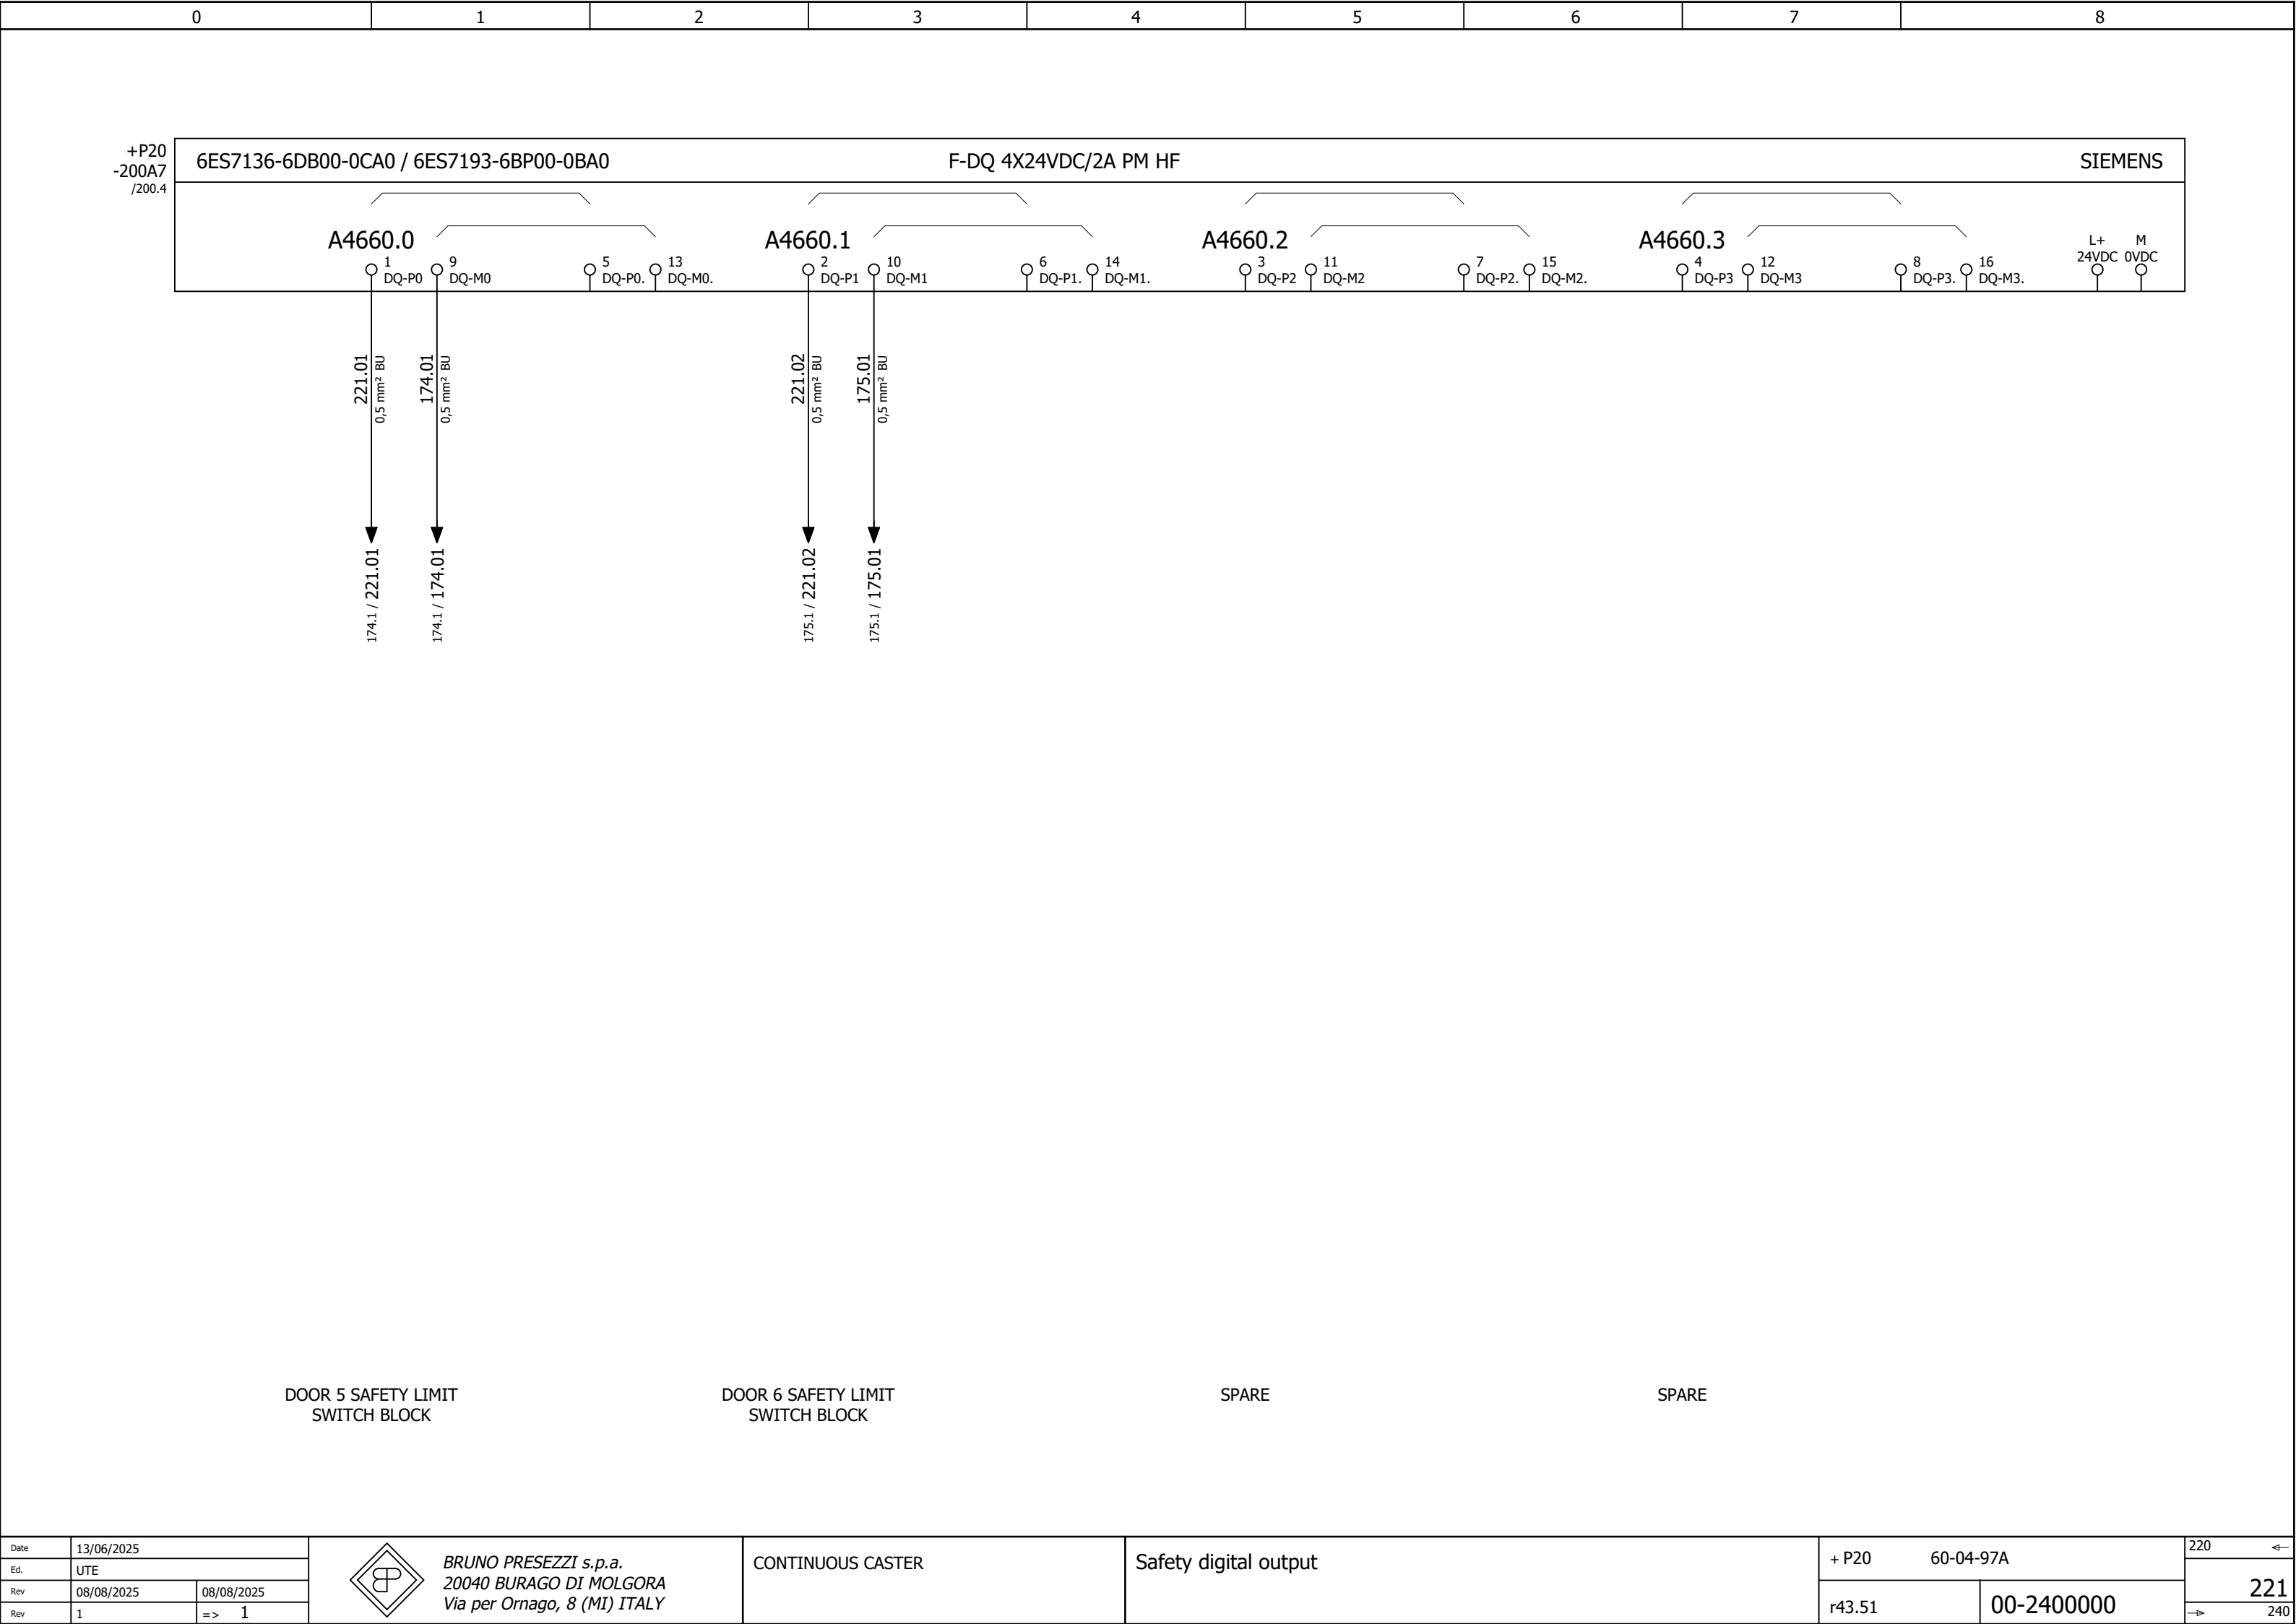 0 1 2 3 4 5 6 7 8
+P20
-200A7
/200.4
6ES7136-6DB00-0CA0 / 6ES7193-6BP00-0BA0 F-DQ 4X24VDC/2A PM HF SIEMENS
A4660.0 A4660.1 A4660.2 A4660.3
L+ M
24VDC 0VDC
1 9 5 13 2 10 6 14 3 11 7 15 4 12 8 16
DQ-P0 DQ-M0 DQ-P0. DQ-M0. DQ-P1 DQ-M1 DQ-P1. DQ-M1. DQ-P2 DQ-M2 DQ-P2. DQ-M2. DQ-P3 DQ-M3 DQ-P3. DQ-M3.
221.01
0,5 mm² BU
174.01
0,5 mm² BU
221.02
0,5 mm² BU
175.01
0,5 mm² BU
174.1 / 221.01
174.1 / 174.01
175.1 / 221.02
175.1 / 175.01
DOOR 5 SAFETY LIMIT
SWITCH BLOCK
DOOR 6 SAFETY LIMIT
SWITCH BLOCK
SPARE
SPARE
Date 13/06/2025
Ed. UTE
Rev 08/08/2025 08/08/2025
Rev 1 => 1
BP
BRUNO PRESEZZI s.p.a.
20040 BURAGO DI MOLGORA
Via per Ornago, 8 (MI) ITALY
CONTINUOUS CASTER
Safety digital output
+ P20 60-04-97A
r43.51 00-2400000
220
221
240